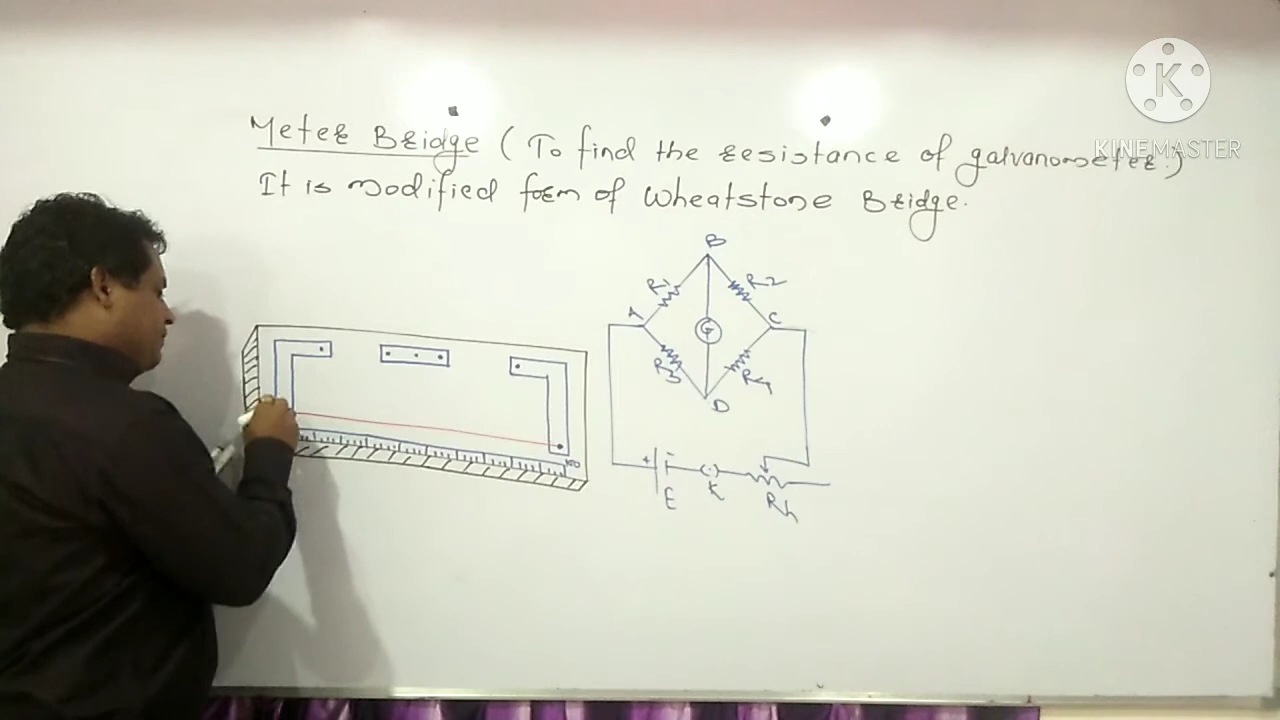 Meter Bridge (To find the resistance of galvanometer.)
It is modified form of Wheatstone Bridge.
K
KINEMASTER
B
R1 R2
A C
G
R3 R4
D
100
+ -
E K Rh